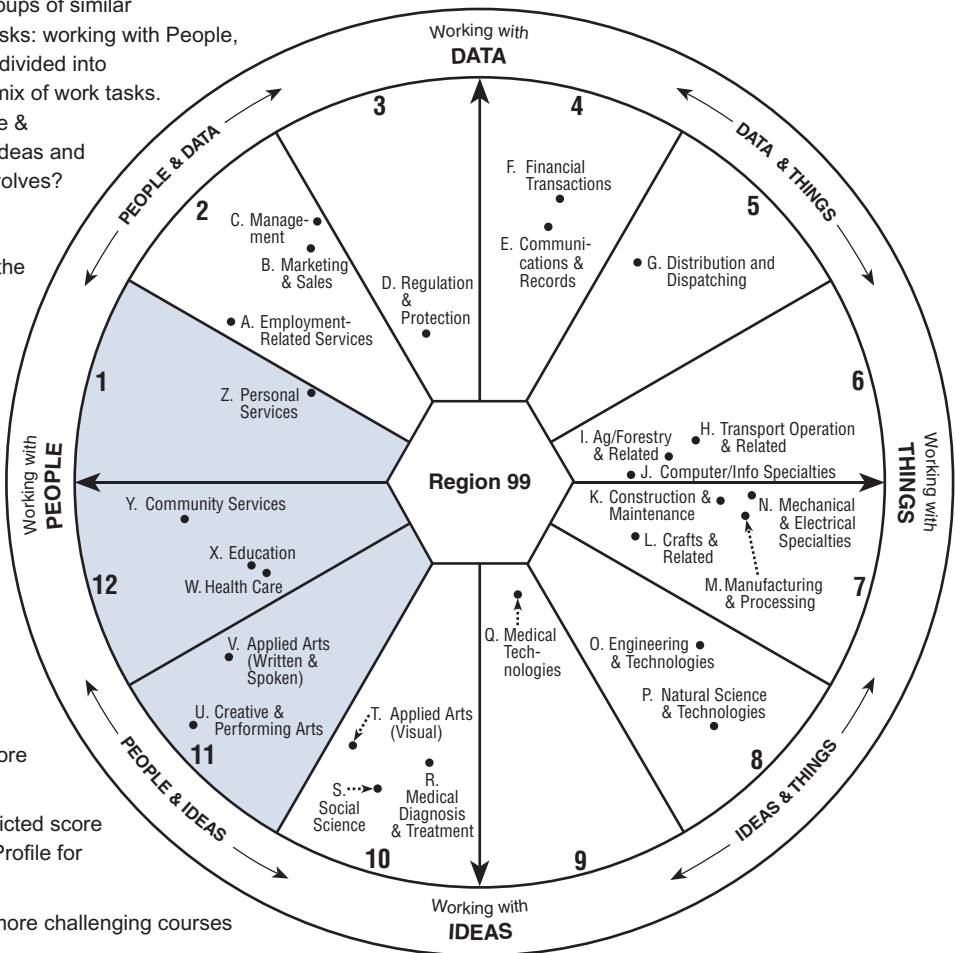 ups of similar
sks: working with People,
divided into
mix of work tasks.
e &
deas and
volves?
the
ore
icted score
Profile for
more challenging courses
Working with
DATA
PEOPLE & DATA
DATA & THINGS
Working with
PEOPLE
Working with
THINGS
PEOPLE & IDEAS
IDEAS & THINGS
Working with
IDEAS
1
2
3
4
5
6
7
8
9
10
11
12
Region 99
C. Manage-
ment
B. Marketing
& Sales
A. Employment-
Related Services
D. Regulation
&
Protection
F. Financial
Transactions
E. Communi-
cations &
Records
G. Distribution and
Dispatching
Z. Personal
Services
I. Ag/Forestry
& Related
H. Transport Operation
& Related
J. Computer/Info Specialties
K. Construction &
Maintenance
N. Mechanical
& Electrical
Specialties
L. Crafts &
Related
M. Manufacturing
& Processing
Y. Community Services
X. Education
W. Health Care
V. Applied Arts
(Written &
Spoken)
U. Creative &
Performing Arts
T. Applied Arts
(Visual)
S.
Social
Science
R.
Medical
Diagnosis
& Treatment
Q. Medical
Tech-
nologies
O. Engineering
& Technologies
P. Natural Science
& Technologies